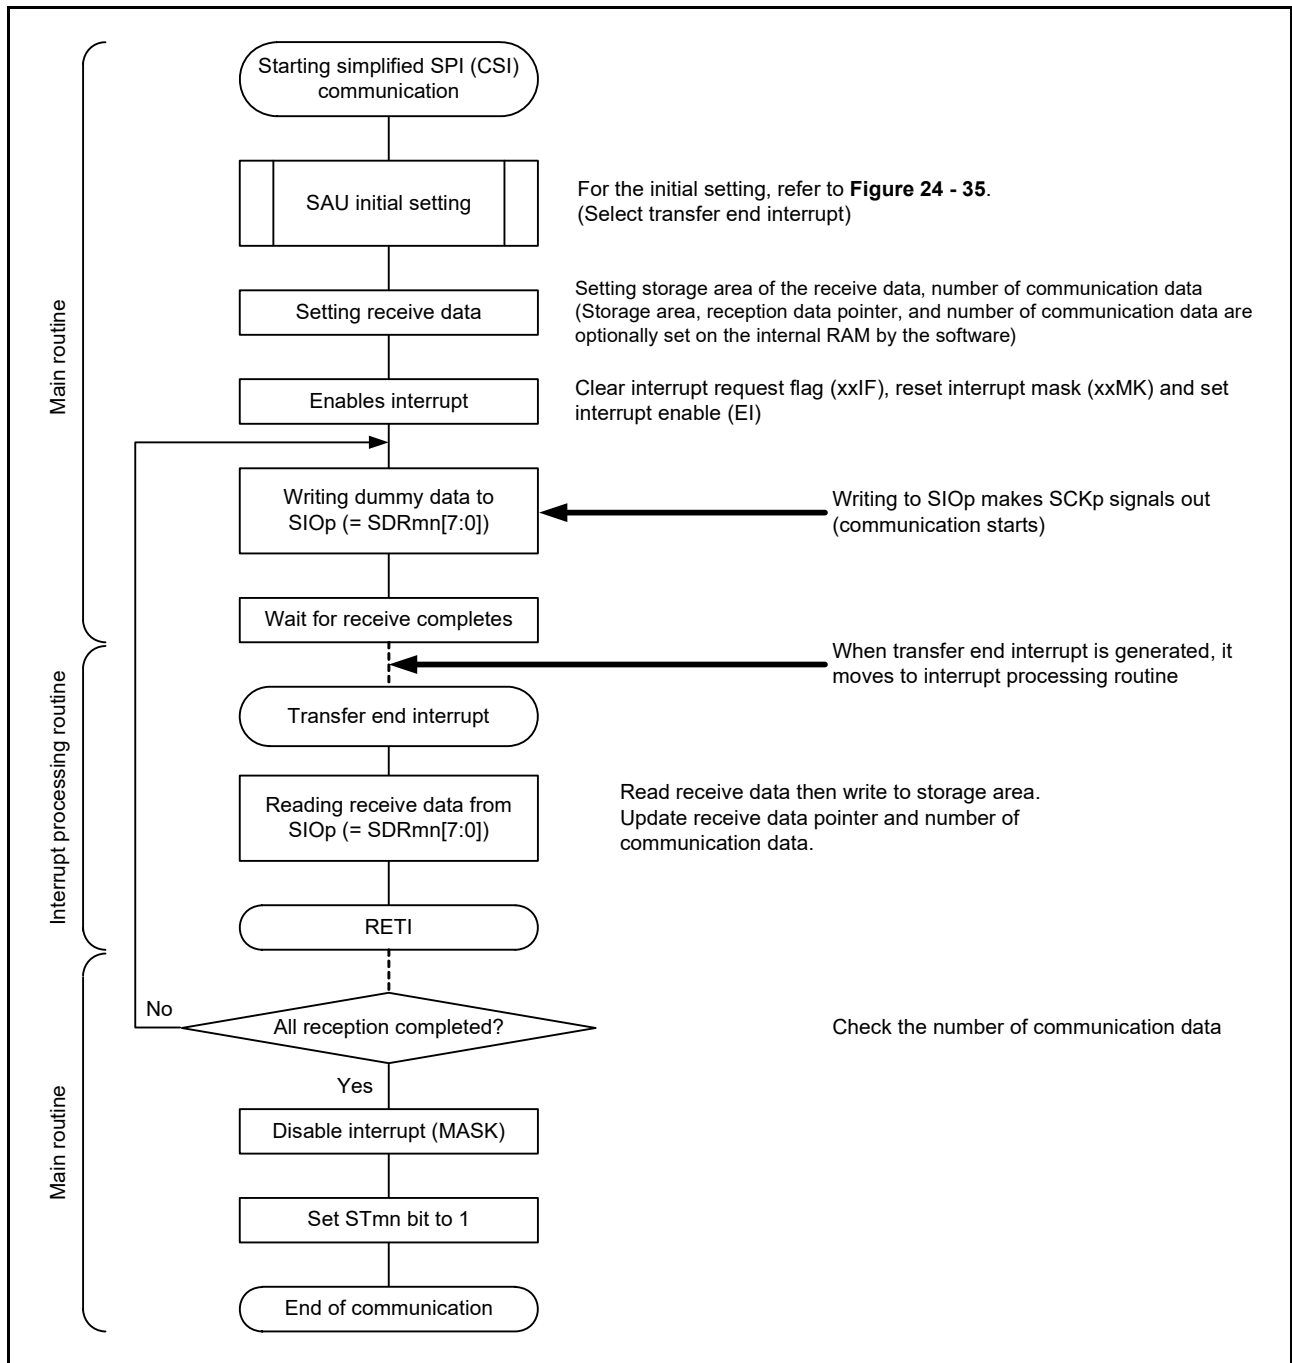 Starting simplified SPI (CSI)
communication
SAU initial setting
For the initial setting, refer to Figure 24 - 35.
(Select transfer end interrupt)
Main routine
Setting receive data
Setting storage area of the receive data, number of communication data
(Storage area, reception data pointer, and number of communication data are
optionally set on the internal RAM by the software)
Enables interrupt
Clear interrupt request flag (xxIF), reset interrupt mask (xxMK) and set
interrupt enable (EI)
Writing dummy data to
SIOp (= SDRmn[7:0])
Writing to SIOp makes SCKp signals out
(communication starts)
Wait for receive completes
When transfer end interrupt is generated, it
moves to interrupt processing routine
Interrupt processing routine
Transfer end interrupt
Reading receive data from
SIOp (= SDRmn[7:0])
Read receive data then write to storage area.
Update receive data pointer and number of
communication data.
RETI
No
All reception completed?
Check the number of communication data
Yes
Main routine
Disable interrupt (MASK)
Set STmn bit to 1
End of communication